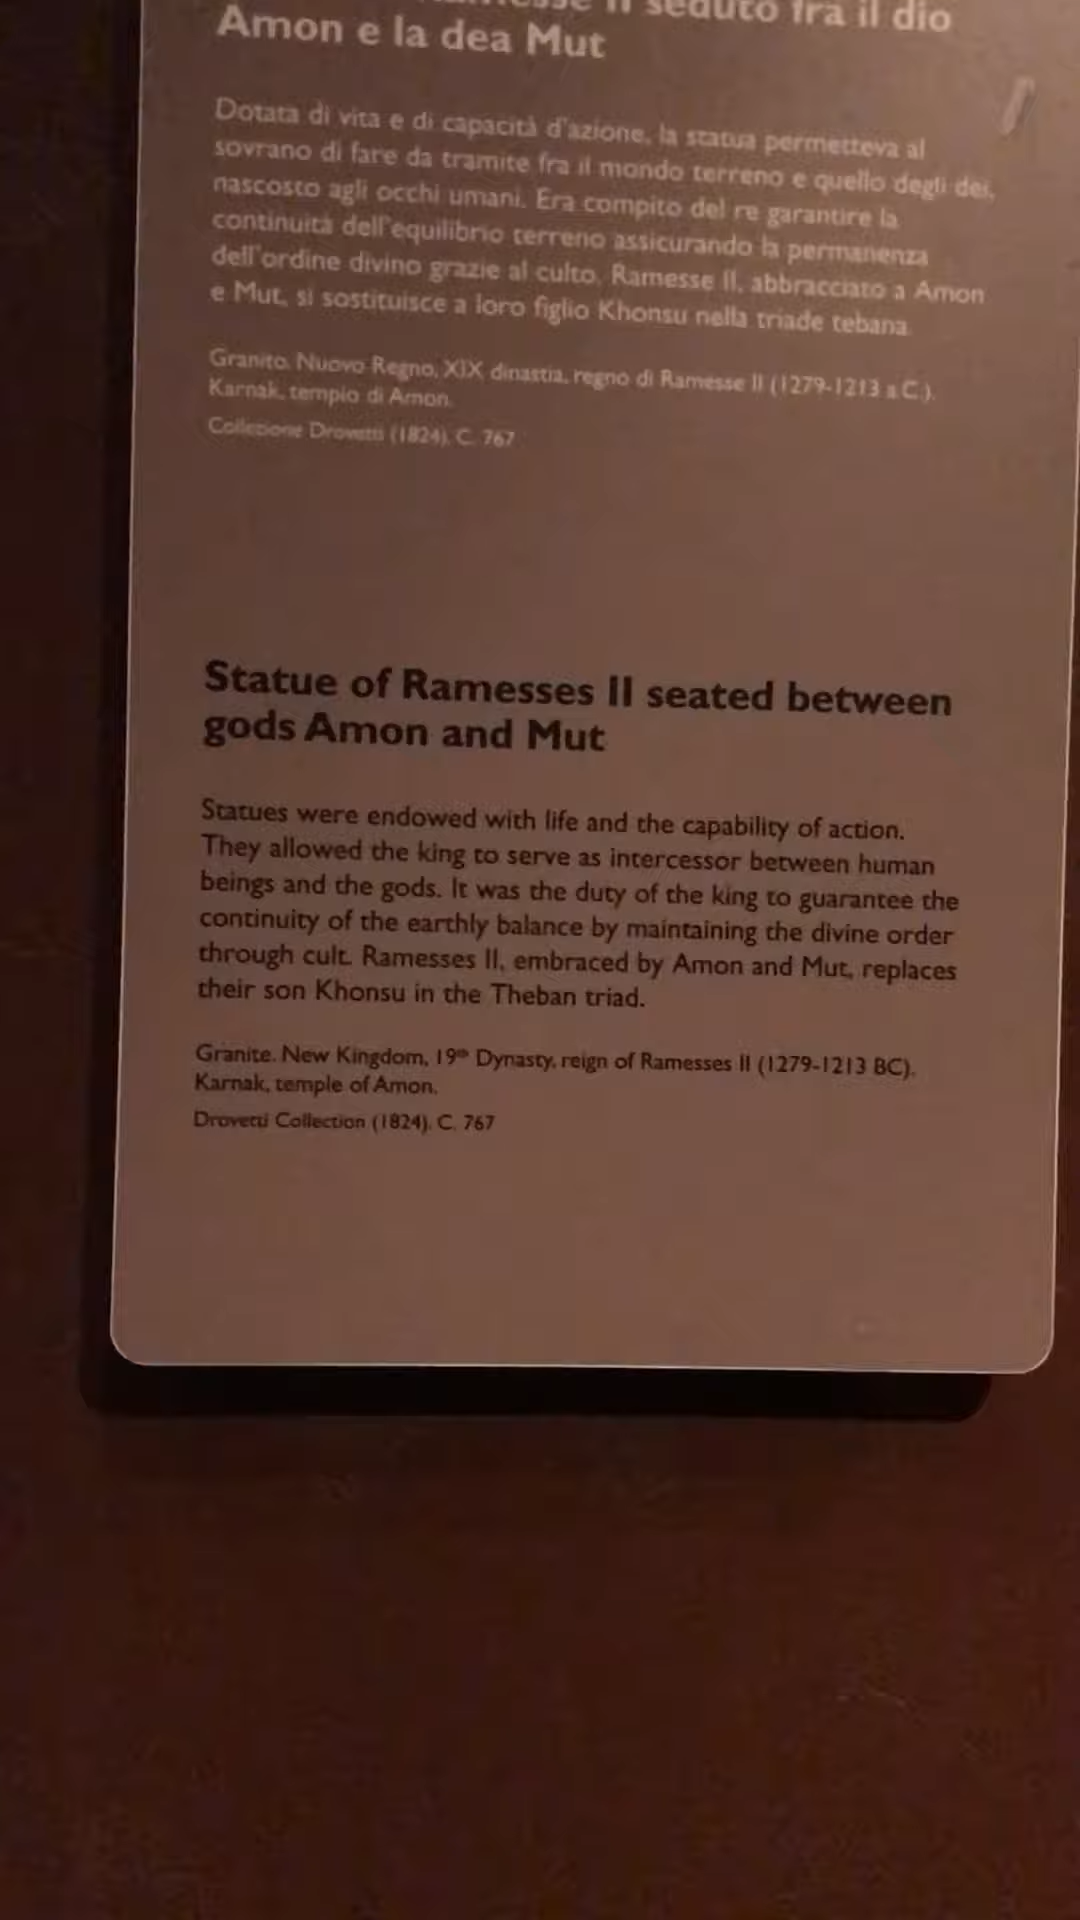 II seduto fra il dio
Amon e la dea Mut
Dotata di vita e di capacità d'azione, la statua permetteva al
sovrano di fare da tramite fra il mondo terreno e quello degli dei,
nascosto agli occhi umani. Era compito del re garantire la
continuità dell'equilibrio terreno assicurando la permanenza
dell'ordine divino grazie al culto. Ramesse II, abbracciato a Amon
e Mut, si sostituisce a loro figlio Khonsu nella triade tebana.
Granito. Nuovo Regno, XIX dinastia, regno di Ramesse II (1279-1213 a.C.).
Karnak, tempio di Amon.
Collezione Drovetti (1824). C. 767
Statue of Ramesses II seated between
gods Amon and Mut
Statues were endowed with life and the capability of action.
They allowed the king to serve as intercessor between human
beings and the gods. It was the duty of the king to guarantee the
continuity of the earthly balance by maintaining the divine order
through cult. Ramesses II, embraced by Amon and Mut, replaces
their son Khonsu in the Theban triad.
Granite. New Kingdom, 19th Dynasty, reign of Ramesses II (1279-1213 BC).
Karnak, temple of Amon.
Drovetti Collection (1824). C. 767